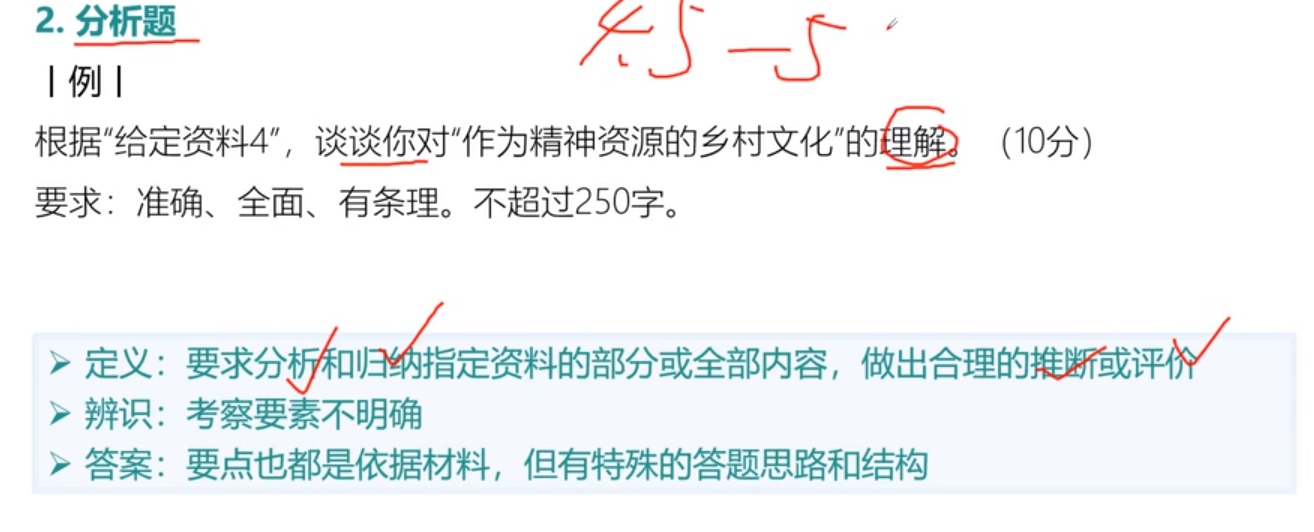 2. 分析题
4.5—5
|例|
根据“给定资料4”，谈谈你对“作为精神资源的乡村文化”的理解。（10分）
要求：准确、全面、有条理。不超过250字。
➢ 定义：要求分析和归纳指定资料的部分或全部内容，做出合理的推断或评价
➢ 辨识：考察要素不明确
➢ 答案：要点也都是依据材料，但有特殊的答题思路和结构